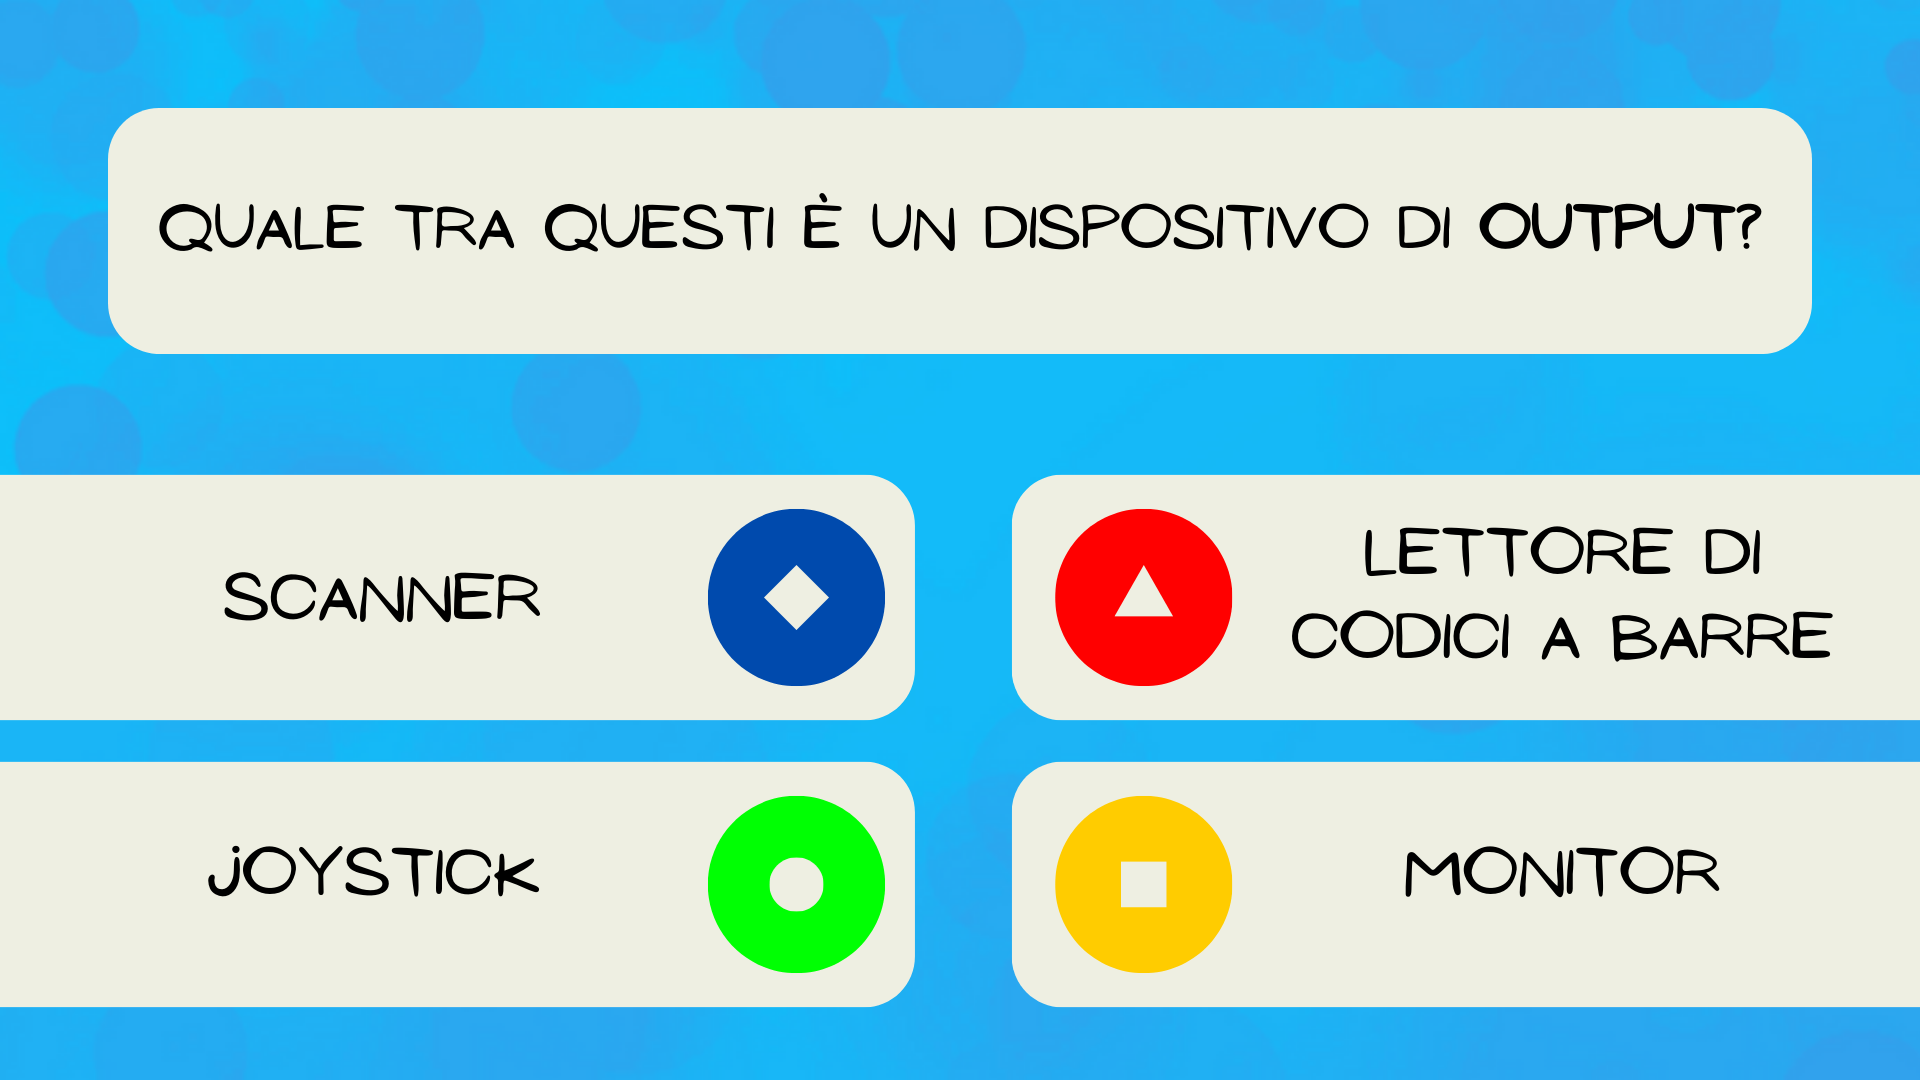 QUALE TRA QUESTI È UN DISPOSITIVO DI OUTPUT?
SCANNER
LETTORE DI
CODICI A BARRE
JOYSTICK
MONITOR